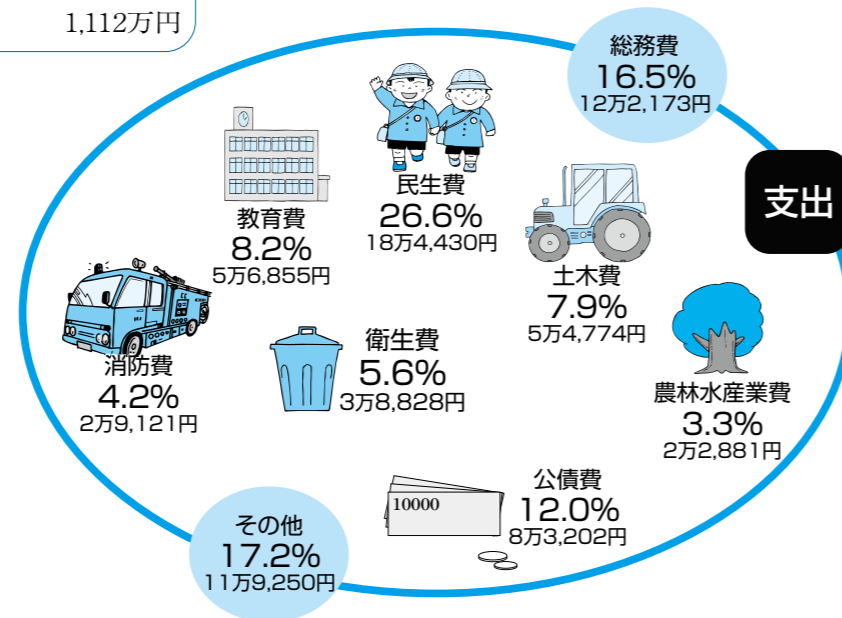 1,112万円
総務費
16.5%
12万2,173円
支出
民生費
26.6%
18万4,430円
教育費
8.2%
5万6,855円
土木費
7.9%
5万4,774円
消防費
4.2%
2万9,121円
衛生費
5.6%
3万8,828円
農林水産業費
3.3%
2万2,881円
10000
公債費
12.0%
8万3,202円
その他
17.2%
11万9,250円